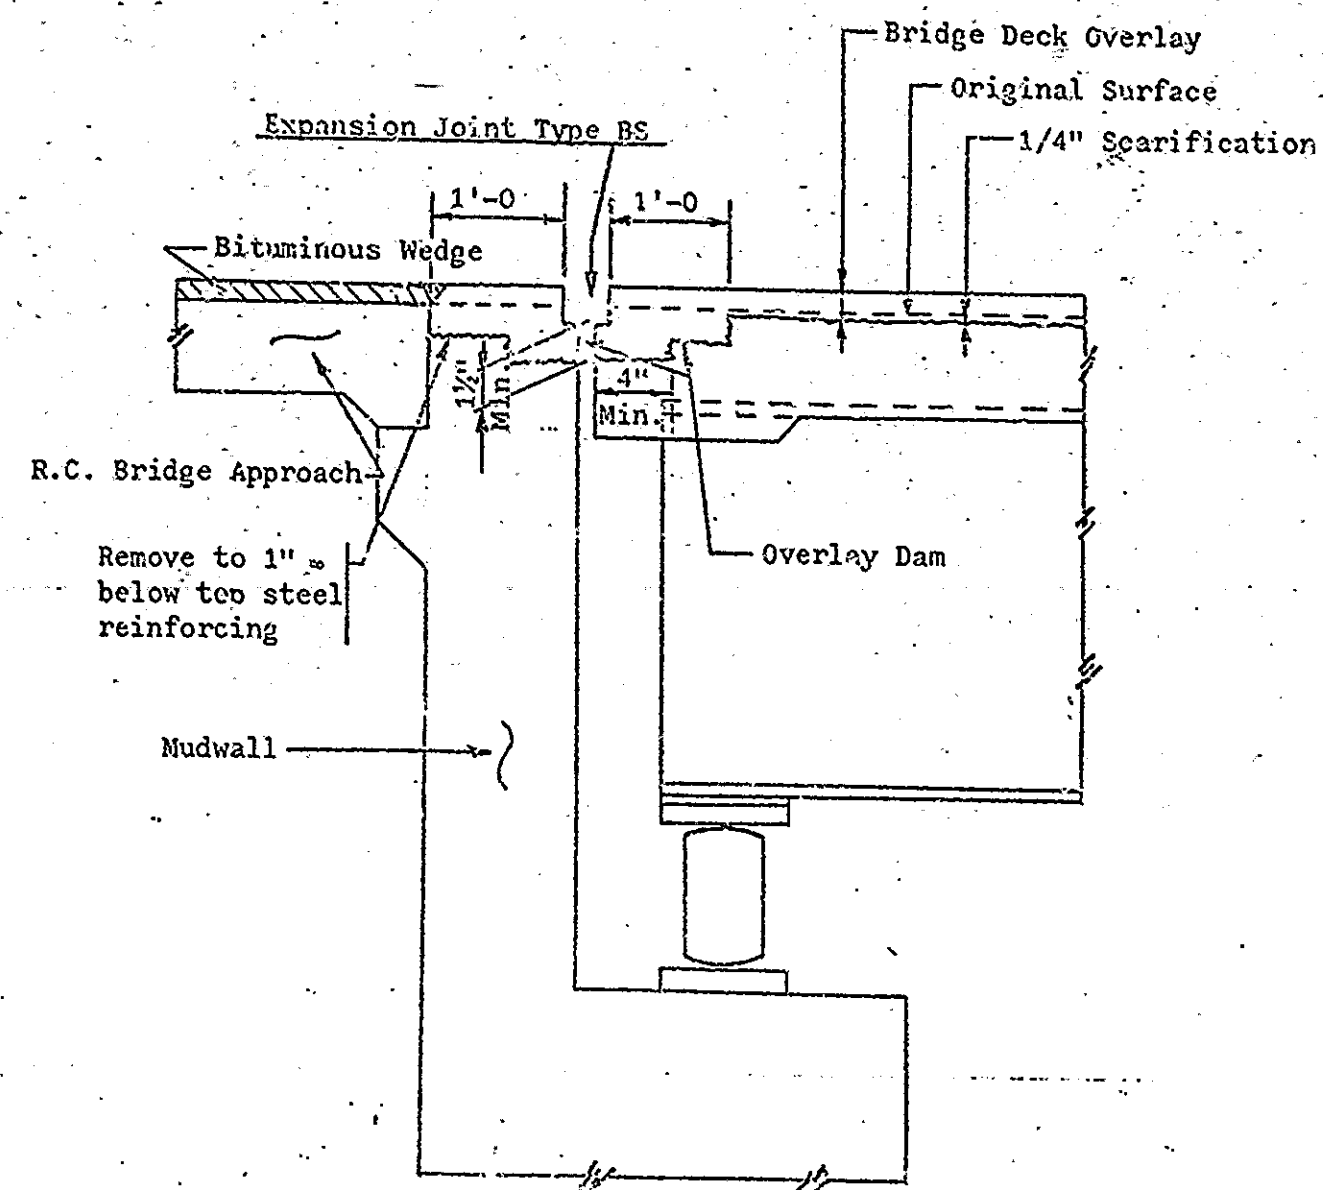 Bridge Deck Overlay
Original Surface
1/4" Scarification
Expansion Joint Type BS
1'-0
1'-0
Bituminous Wedge
1½"
Min.
4"
Min.
R.C. Bridge Approach
Overlay Dam
Remove to 1"
below top steel
reinforcing
Mudwall